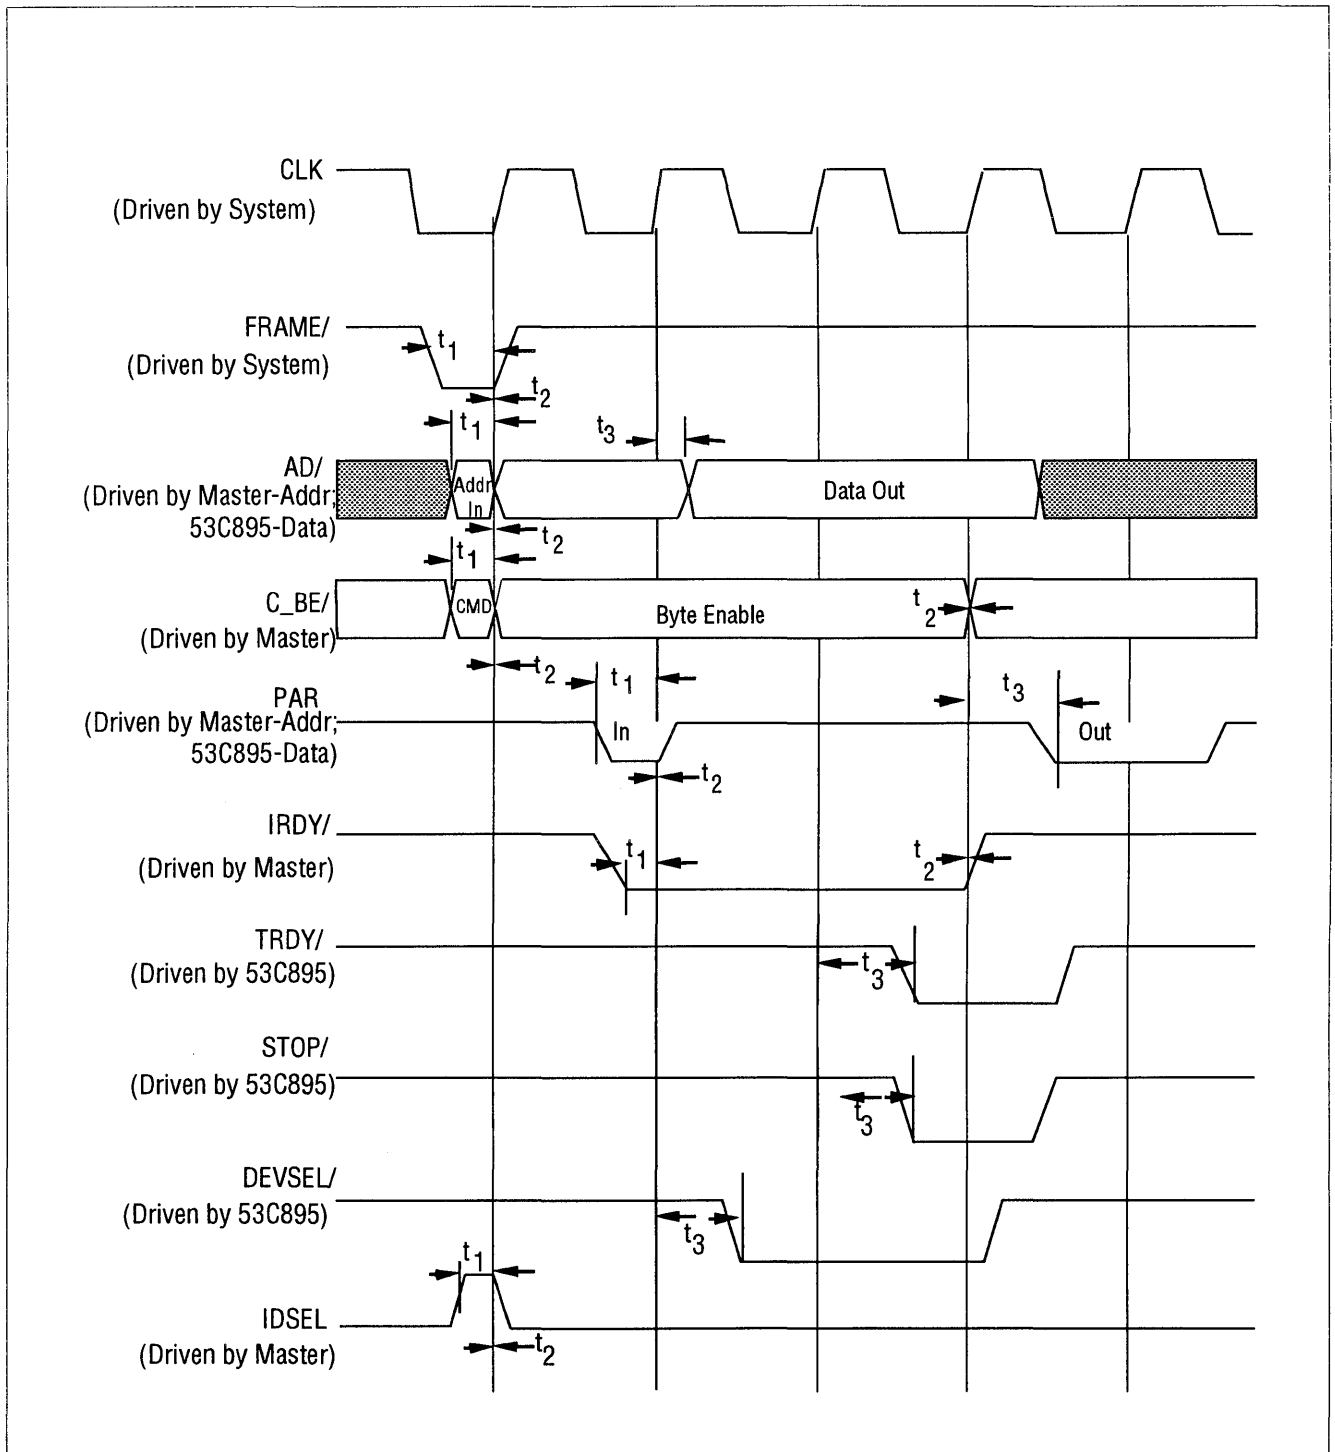 CLK
(Driven by System)
FRAME/
(Driven by System)
t1
t2
t1
t3
AD/
(Driven by Master-Addr;
53C895-Data)
Addr
In
Data Out
t2
t1
C_BE/
(Driven by Master)
CMD
Byte Enable
t2
t2
t1
t3
PAR
(Driven by Master-Addr;
53C895-Data)
In
Out
t2
IRDY/
(Driven by Master)
t1
t2
TRDY/
(Driven by 53C895)
t3
STOP/
(Driven by 53C895)
t3
DEVSEL/
(Driven by 53C895)
t3
t1
IDSEL
(Driven by Master)
t2